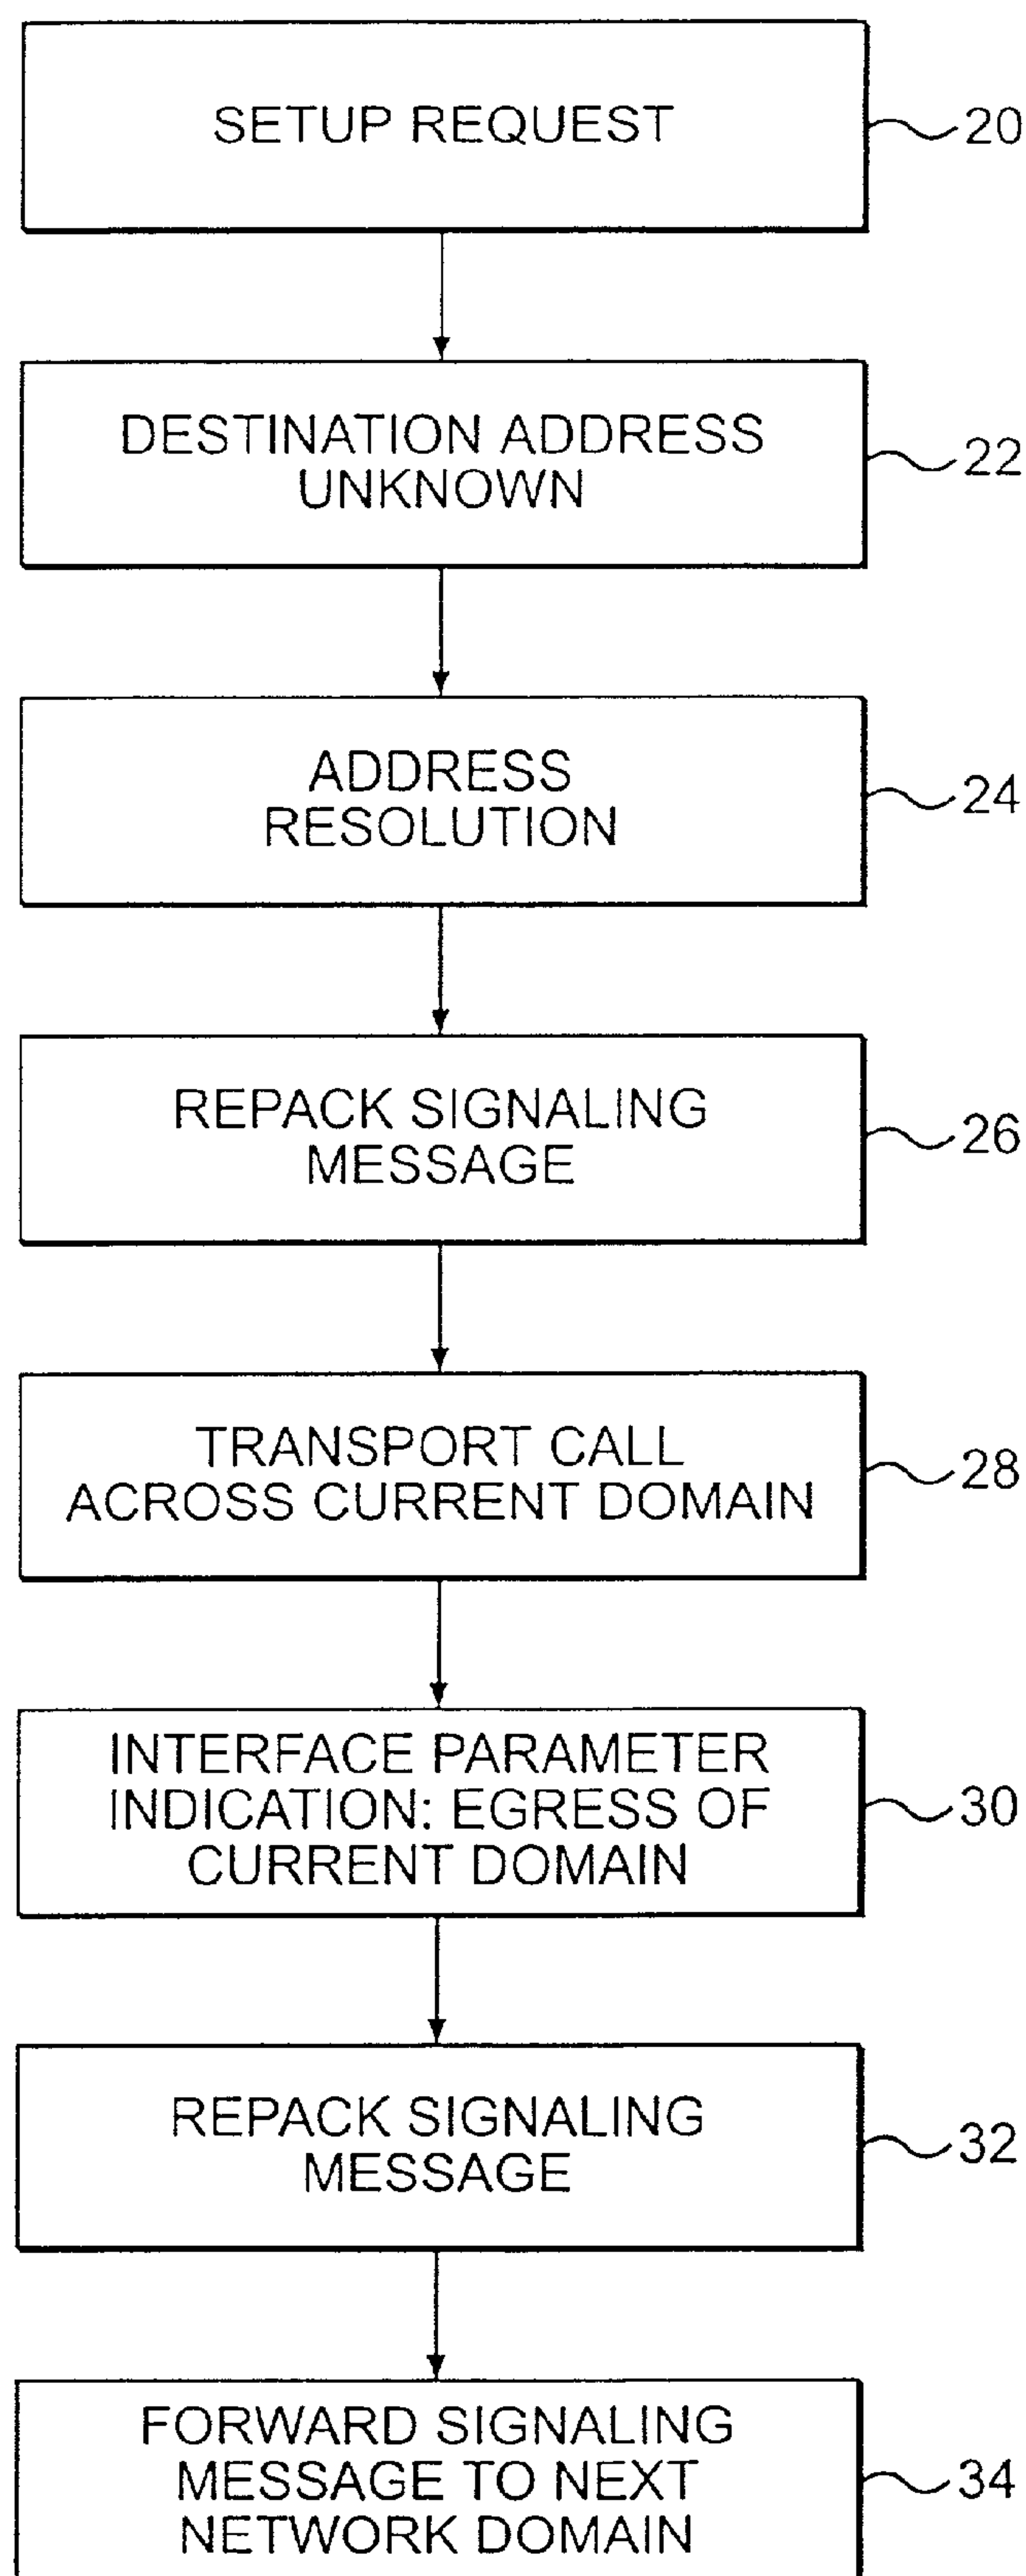 SETUP REQUEST
20
DESTINATION ADDRESS
UNKNOWN
22
ADDRESS
RESOLUTION
24
REPACK SIGNALING
MESSAGE
26
TRANSPORT CALL
ACROSS CURRENT DOMAIN
28
INTERFACE PARAMETER
INDICATION: EGRESS OF
CURRENT DOMAIN
30
REPACK SIGNALING
MESSAGE
32
FORWARD SIGNALING
MESSAGE TO NEXT
NETWORK DOMAIN
34